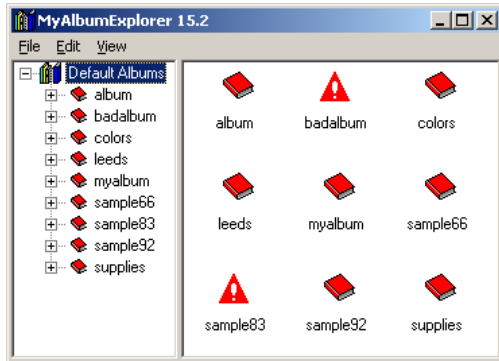 MyAlbumExplorer 15.2
File Edit View
Default Albums
album
badalbum
colors
leeds
myalbum
sample66
sample83
sample92
supplies
album badalbum colors
leeds myalbum sample66
sample83 sample92 supplies